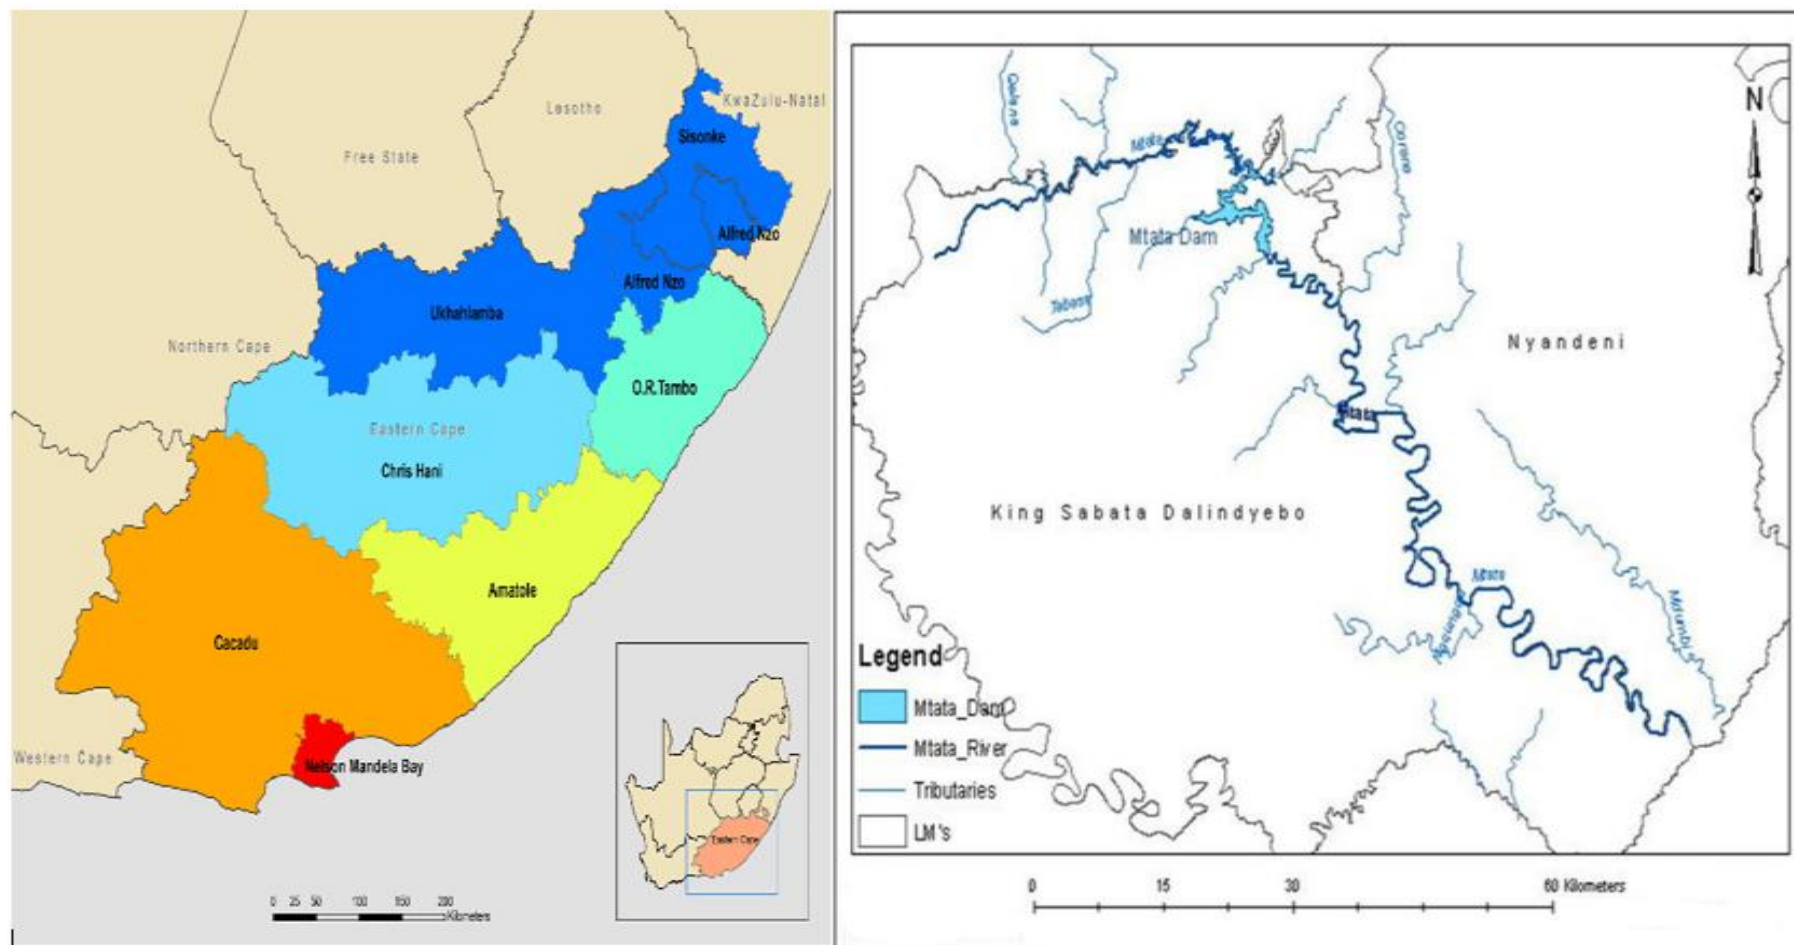 Lesotho
KwaZulu-Natal
Free State
Sisonke
Alfred Nzo
Alfred Nzo
Ukhahlamba
Northern Cape
O.R.Tambo
Eastern Cape
Chris Hani
Amatole
Cacadu
Western Cape
Nelson Mandela Bay
Eastern Cape
0 25 50 100 150 200
Kilometers
N
Mtata
Mtata Dam
Tabase
Nyandeni
Mtata
King Sabata Dalindyebo
Mtata
Mdumbi
Legend
Mtata_Dam
Mtata_River
Tributaries
LM's
0 15 30 60 Kilometers